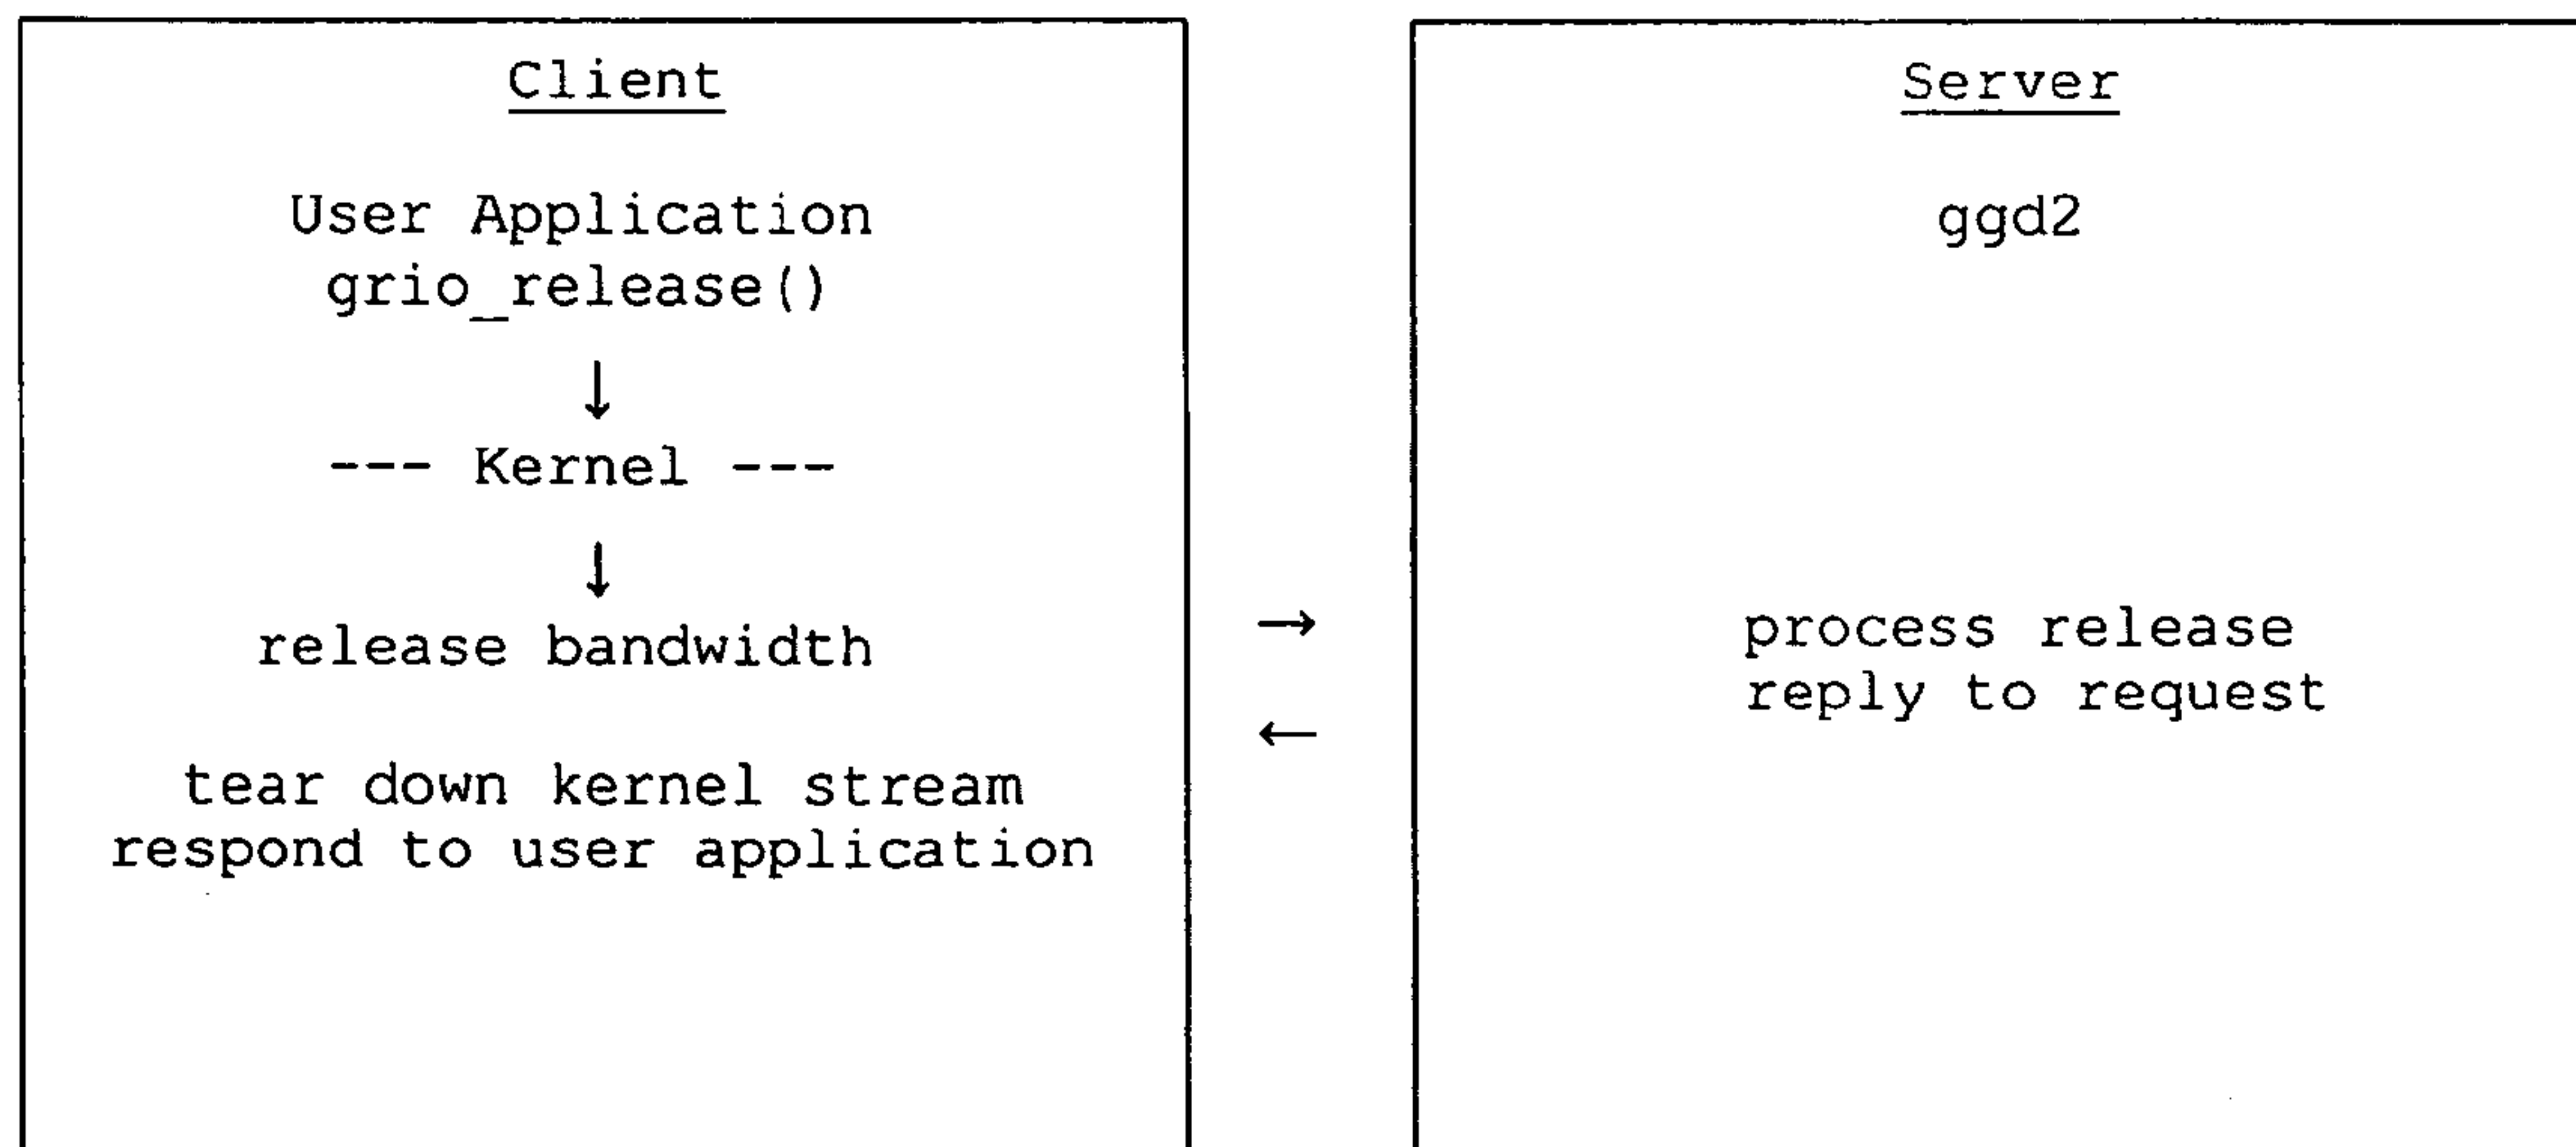 Client
User Application
grio_release()
↓
--- Kernel ---
↓
release bandwidth
tear down kernel stream
respond to user application
→
←
Server
ggd2
process release
reply to request